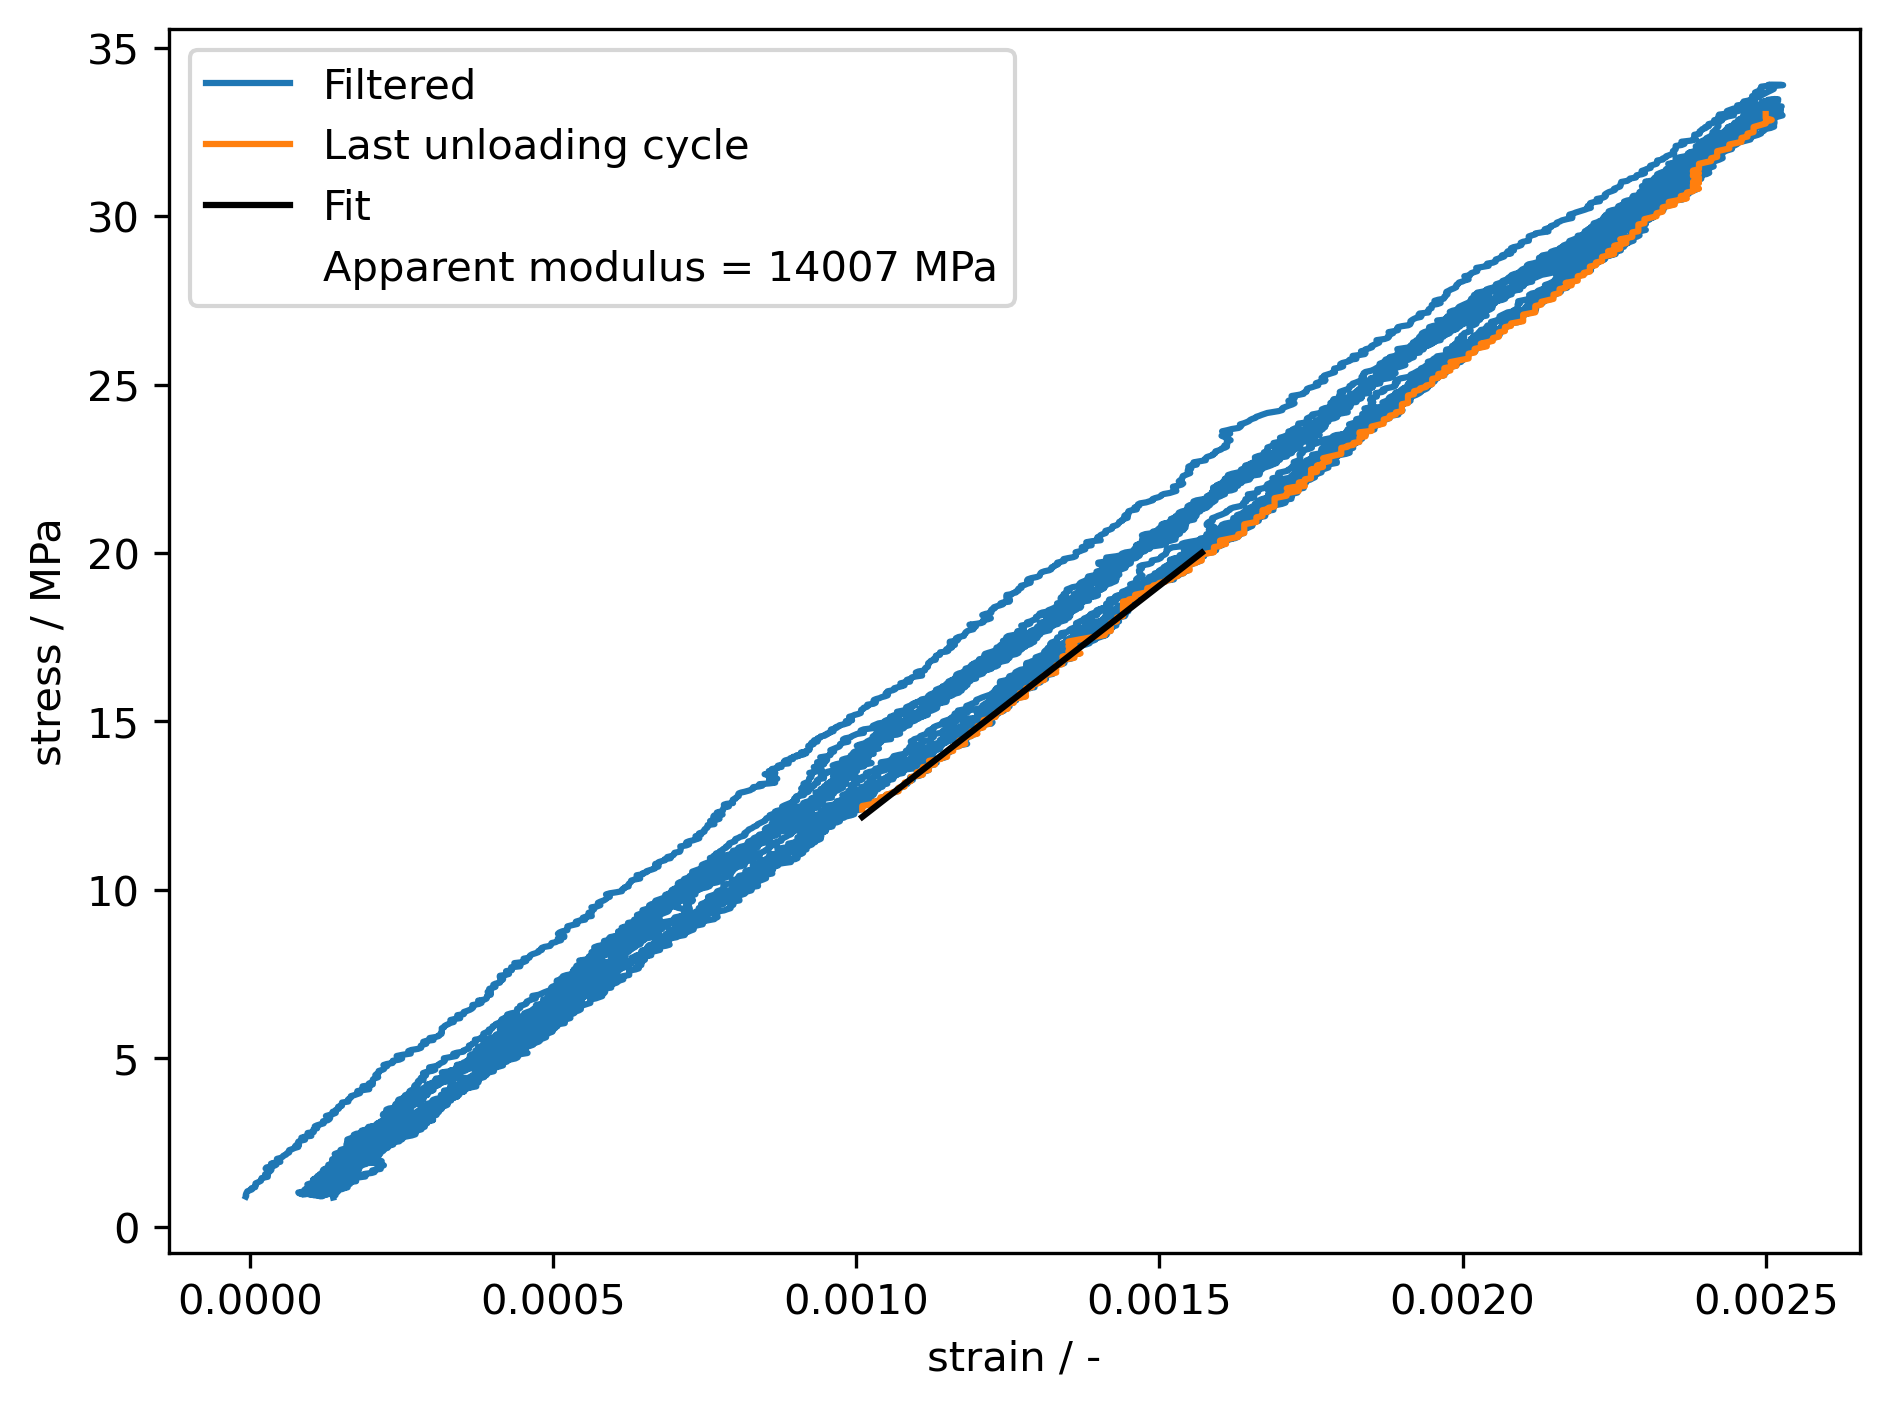 35
30
25
20
15
10
5
0
stress / MPa
Filtered
Last unloading cycle
Fit
Apparent modulus = 14007 MPa
0.0000 0.0005 0.0010 0.0015 0.0020 0.0025
strain / -